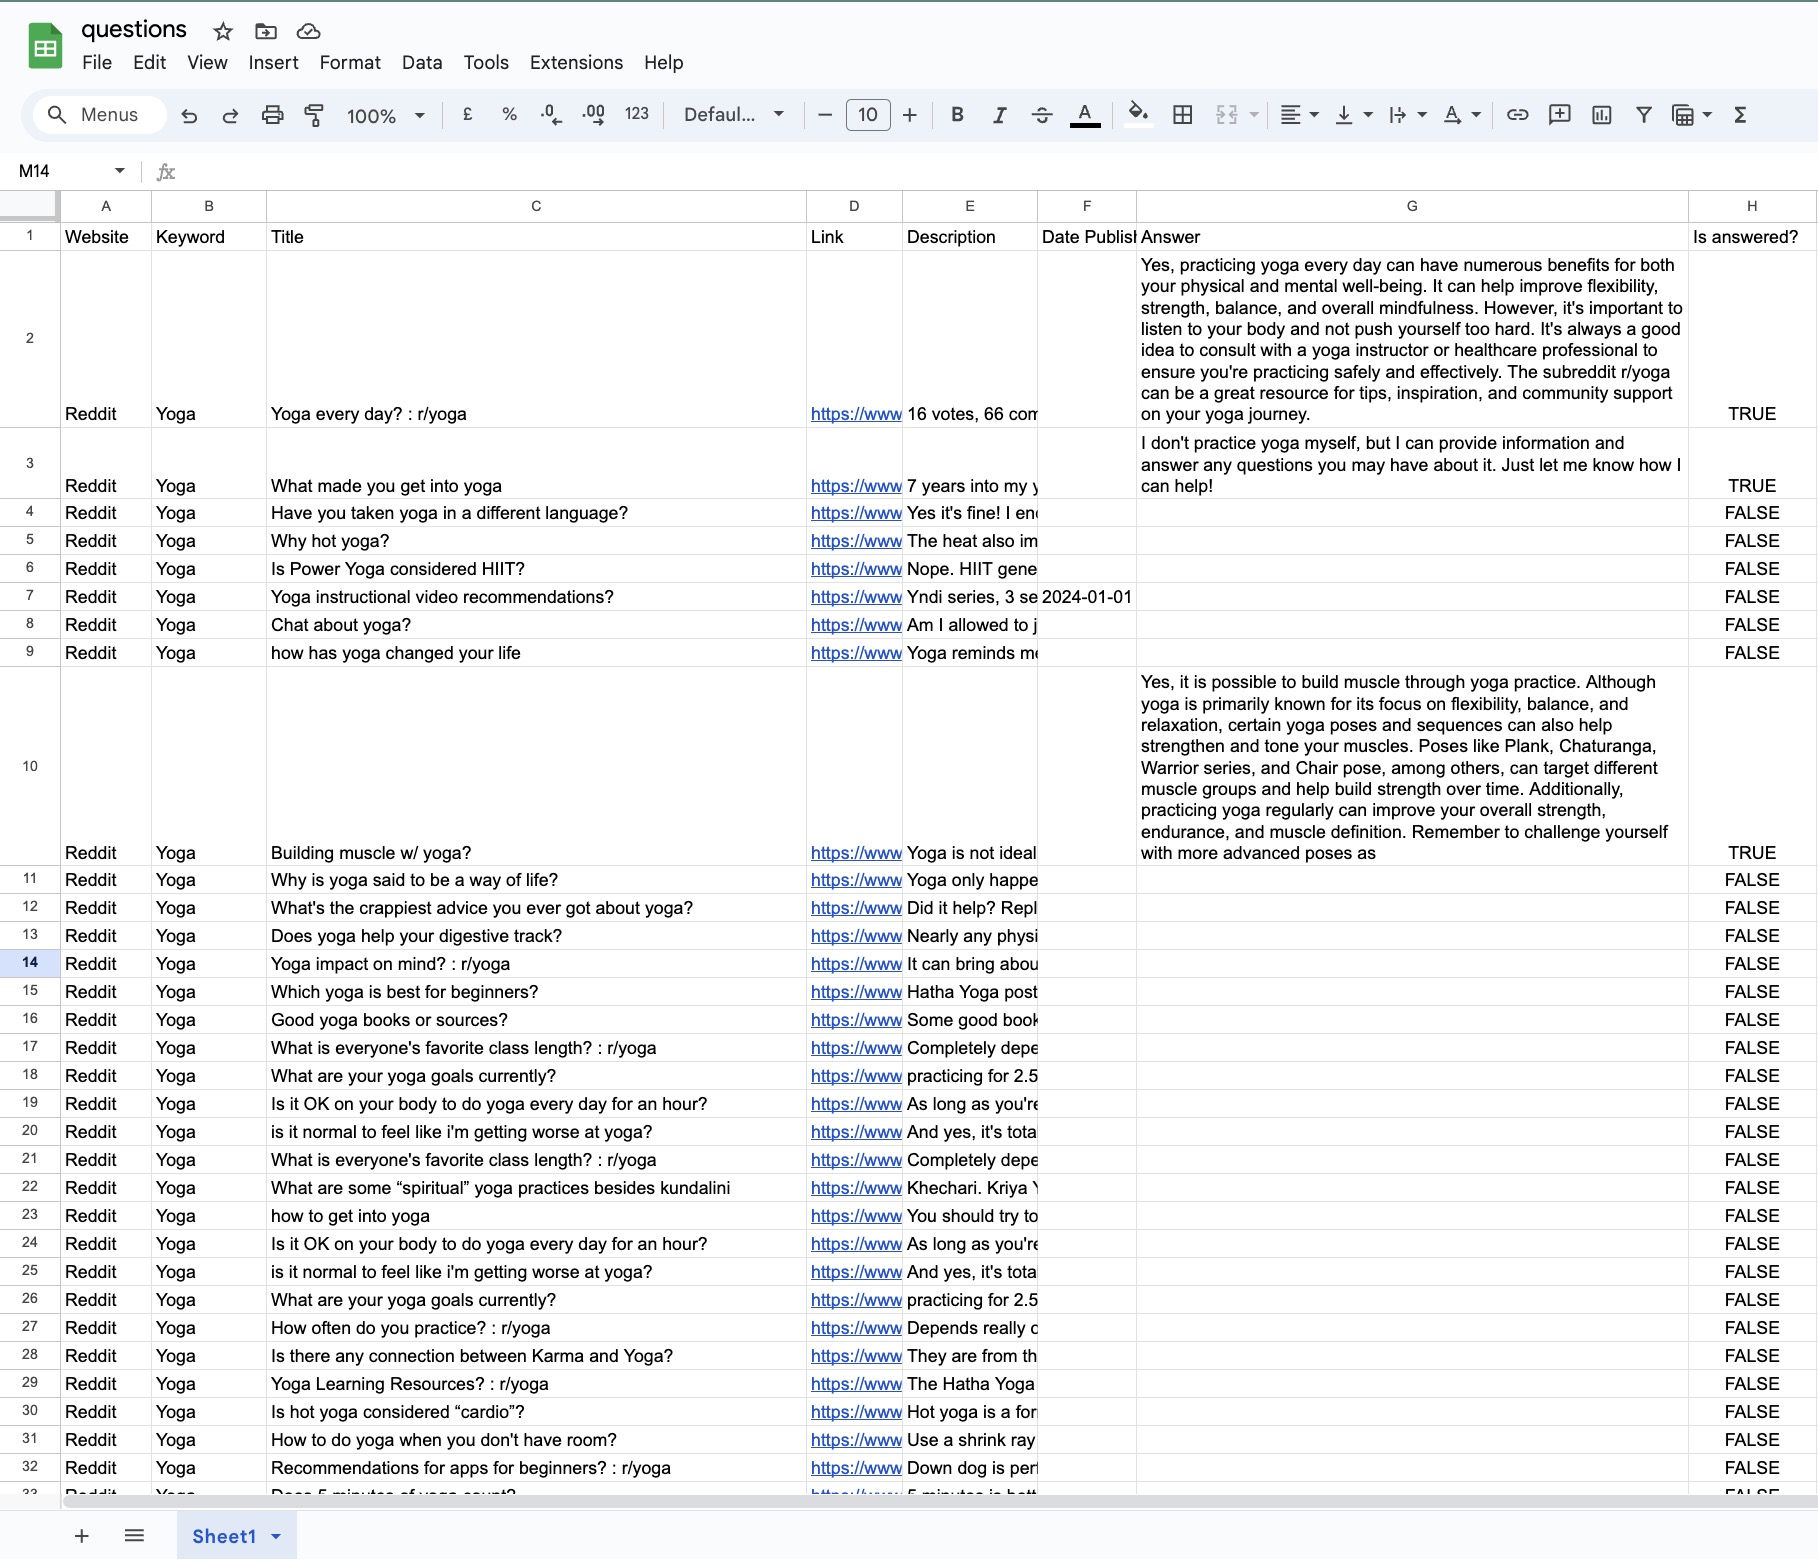 questions
File Edit View Insert Format Data Tools Extensions Help
Menus 100% £ % .0 .00 123 Defaul... 10 B I A A Σ
M14 fx
A B C D E F G H
1 Website Keyword Title Link Description Date Publish Answer Is answered?
Yes, practicing yoga every day can have numerous benefits for both
your physical and mental well-being. It can help improve flexibility,
strength, balance, and overall mindfulness. However, it's important to
listen to your body and not push yourself too hard. It's always a good
idea to consult with a yoga instructor or healthcare professional to
ensure you're practicing safely and effectively. The subreddit r/yoga
can be a great resource for tips, inspiration, and community support
2 Reddit Yoga Yoga every day? : r/yoga https://www 16 votes, 66 com on your yoga journey. TRUE
I don't practice yoga myself, but I can provide information and
answer any questions you may have about it. Just let me know how I
3 Reddit Yoga What made you get into yoga https://www 7 years into my y can help! TRUE
4 Reddit Yoga Have you taken yoga in a different language? https://www Yes it's fine! I end FALSE
5 Reddit Yoga Why hot yoga? https://www The heat also im FALSE
6 Reddit Yoga Is Power Yoga considered HIIT? https://www Nope. HIIT gene FALSE
7 Reddit Yoga Yoga instructional video recommendations? https://www Yndi series, 3 se 2024-01-01 FALSE
8 Reddit Yoga Chat about yoga? https://www Am I allowed to j FALSE
9 Reddit Yoga how has yoga changed your life https://www Yoga reminds me FALSE
Yes, it is possible to build muscle through yoga practice. Although
yoga is primarily known for its focus on flexibility, balance, and
relaxation, certain yoga poses and sequences can also help
strengthen and tone your muscles. Poses like Plank, Chaturanga,
Warrior series, and Chair pose, among others, can target different
muscle groups and help build strength over time. Additionally,
practicing yoga regularly can improve your overall strength,
endurance, and muscle definition. Remember to challenge yourself
10 Reddit Yoga Building muscle w/ yoga? https://www Yoga is not ideal with more advanced poses as TRUE
11 Reddit Yoga Why is yoga said to be a way of life? https://www Yoga only happe FALSE
12 Reddit Yoga What's the crappiest advice you ever got about yoga? https://www Did it help? Repl FALSE
13 Reddit Yoga Does yoga help your digestive track? https://www Nearly any physi FALSE
14 Reddit Yoga Yoga impact on mind? : r/yoga https://www It can bring abou FALSE
15 Reddit Yoga Which yoga is best for beginners? https://www Hatha Yoga post FALSE
16 Reddit Yoga Good yoga books or sources? https://www Some good book FALSE
17 Reddit Yoga What is everyone's favorite class length? : r/yoga https://www Completely depe FALSE
18 Reddit Yoga What are your yoga goals currently? https://www practicing for 2.5 FALSE
19 Reddit Yoga Is it OK on your body to do yoga every day for an hour? https://www As long as you're FALSE
20 Reddit Yoga is it normal to feel like i'm getting worse at yoga? https://www And yes, it's tota FALSE
21 Reddit Yoga What is everyone's favorite class length? : r/yoga https://www Completely depe FALSE
22 Reddit Yoga What are some “spiritual” yoga practices besides kundalini https://www Khechari. Kriya Y FALSE
23 Reddit Yoga how to get into yoga https://www You should try to FALSE
24 Reddit Yoga Is it OK on your body to do yoga every day for an hour? https://www As long as you're FALSE
25 Reddit Yoga is it normal to feel like i'm getting worse at yoga? https://www And yes, it's tota FALSE
26 Reddit Yoga What are your yoga goals currently? https://www practicing for 2.5 FALSE
27 Reddit Yoga How often do you practice? : r/yoga https://www Depends really o FALSE
28 Reddit Yoga Is there any connection between Karma and Yoga? https://www They are from th FALSE
29 Reddit Yoga Yoga Learning Resources? : r/yoga https://www The Hatha Yoga FALSE
30 Reddit Yoga Is hot yoga considered “cardio”? https://www Hot yoga is a for FALSE
31 Reddit Yoga How to do yoga when you don't have room? https://www Use a shrink ray FALSE
32 Reddit Yoga Recommendations for apps for beginners? : r/yoga https://www Down dog is perf FALSE
33 Reddit Yoga Does 5 minutes of yoga count? https://www 5 minutes is bett FALSE
Sheet1